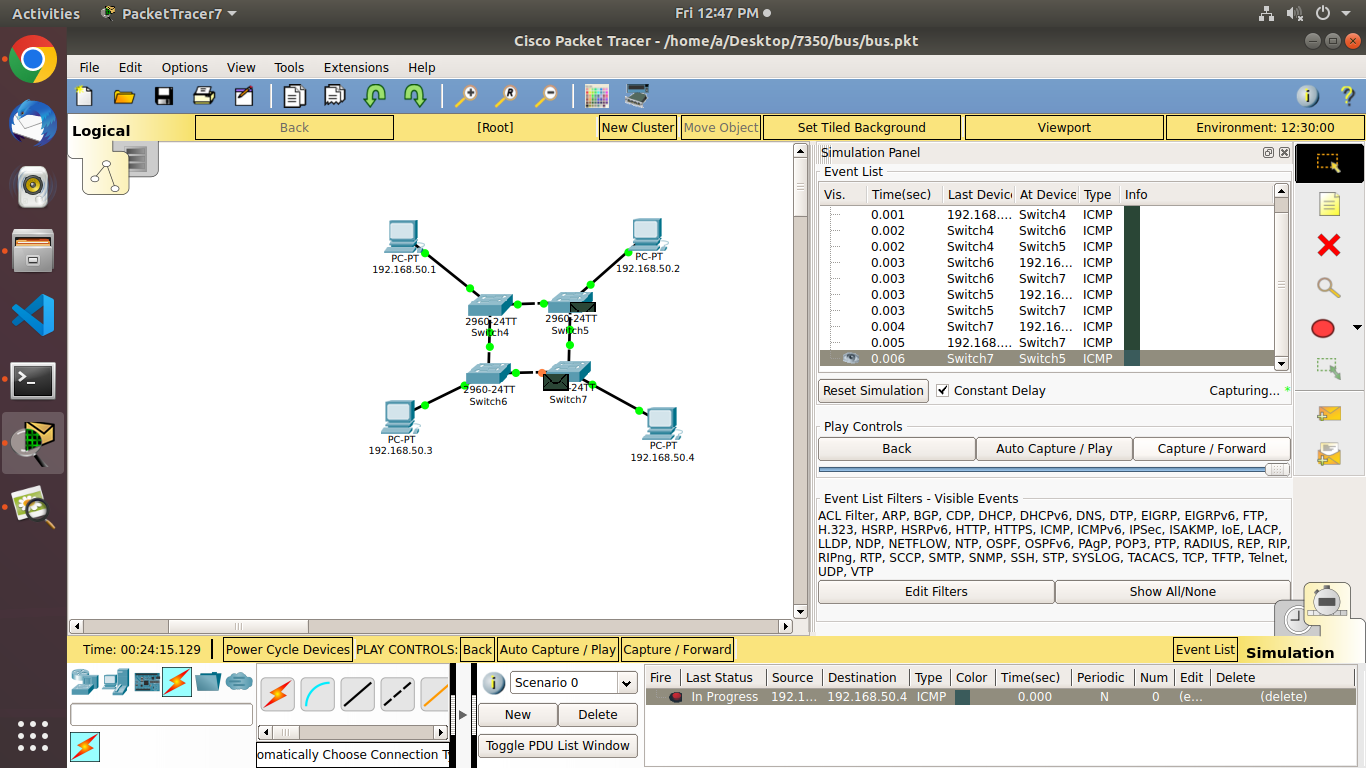 Activities PacketTracer7 Fri 12:47 PM
Cisco Packet Tracer - /home/a/Desktop/7350/bus/bus.pkt
File Edit Options View Tools Extensions Help
Logical Back [Root] New Cluster Move Object Set Tiled Background Viewport Environment: 12:30:00
PC-PT
192.168.50.1
PC-PT
192.168.50.2
2960-24TT
Switch4
2960-24TT
Switch5
2960-24TT
Switch6
24TT
Switch7
PC-PT
192.168.50.3
PC-PT
192.168.50.4
Simulation Panel
Event List
Vis. Time(sec) Last Devic At Device Type Info
0.001 192.168.... Switch4 ICMP
0.002 Switch4 Switch6 ICMP
0.002 Switch4 Switch5 ICMP
0.003 Switch6 192.16... ICMP
0.003 Switch6 Switch7 ICMP
0.003 Switch5 192.16... ICMP
0.003 Switch5 Switch7 ICMP
0.004 Switch7 192.16... ICMP
0.005 192.168.... Switch7 ICMP
0.006 Switch7 Switch5 ICMP
Reset Simulation Constant Delay Capturing... *
Play Controls
Back Auto Capture / Play Capture / Forward
Event List Filters - Visible Events
ACL Filter, ARP, BGP, CDP, DHCP, DHCPv6, DNS, DTP, EIGRP, EIGRPv6, FTP,
H.323, HSRP, HSRPv6, HTTP, HTTPS, ICMP, ICMPv6, IPSec, ISAKMP, IoE, LACP,
LLDP, NDP, NETFLOW, NTP, OSPF, OSPFv6, PAgP, POP3, PTP, RADIUS, REP, RIP,
RIPng, RTP, SCCP, SMTP, SNMP, SSH, STP, SYSLOG, TACACS, TCP, TFTP, Telnet,
UDP, VTP
Edit Filters Show All/None
Time: 00:24:15.129 Power Cycle Devices PLAY CONTROLS: Back Auto Capture / Play Capture / Forward Event List Simulation
Scenario 0
New Delete
Toggle PDU List Window
omatically Choose Connection T
Fire Last Status Source Destination Type Color Time(sec) Periodic Num Edit Delete
In Progress 192.1... 192.168.50.4 ICMP 0.000 N 0 (e... (delete)